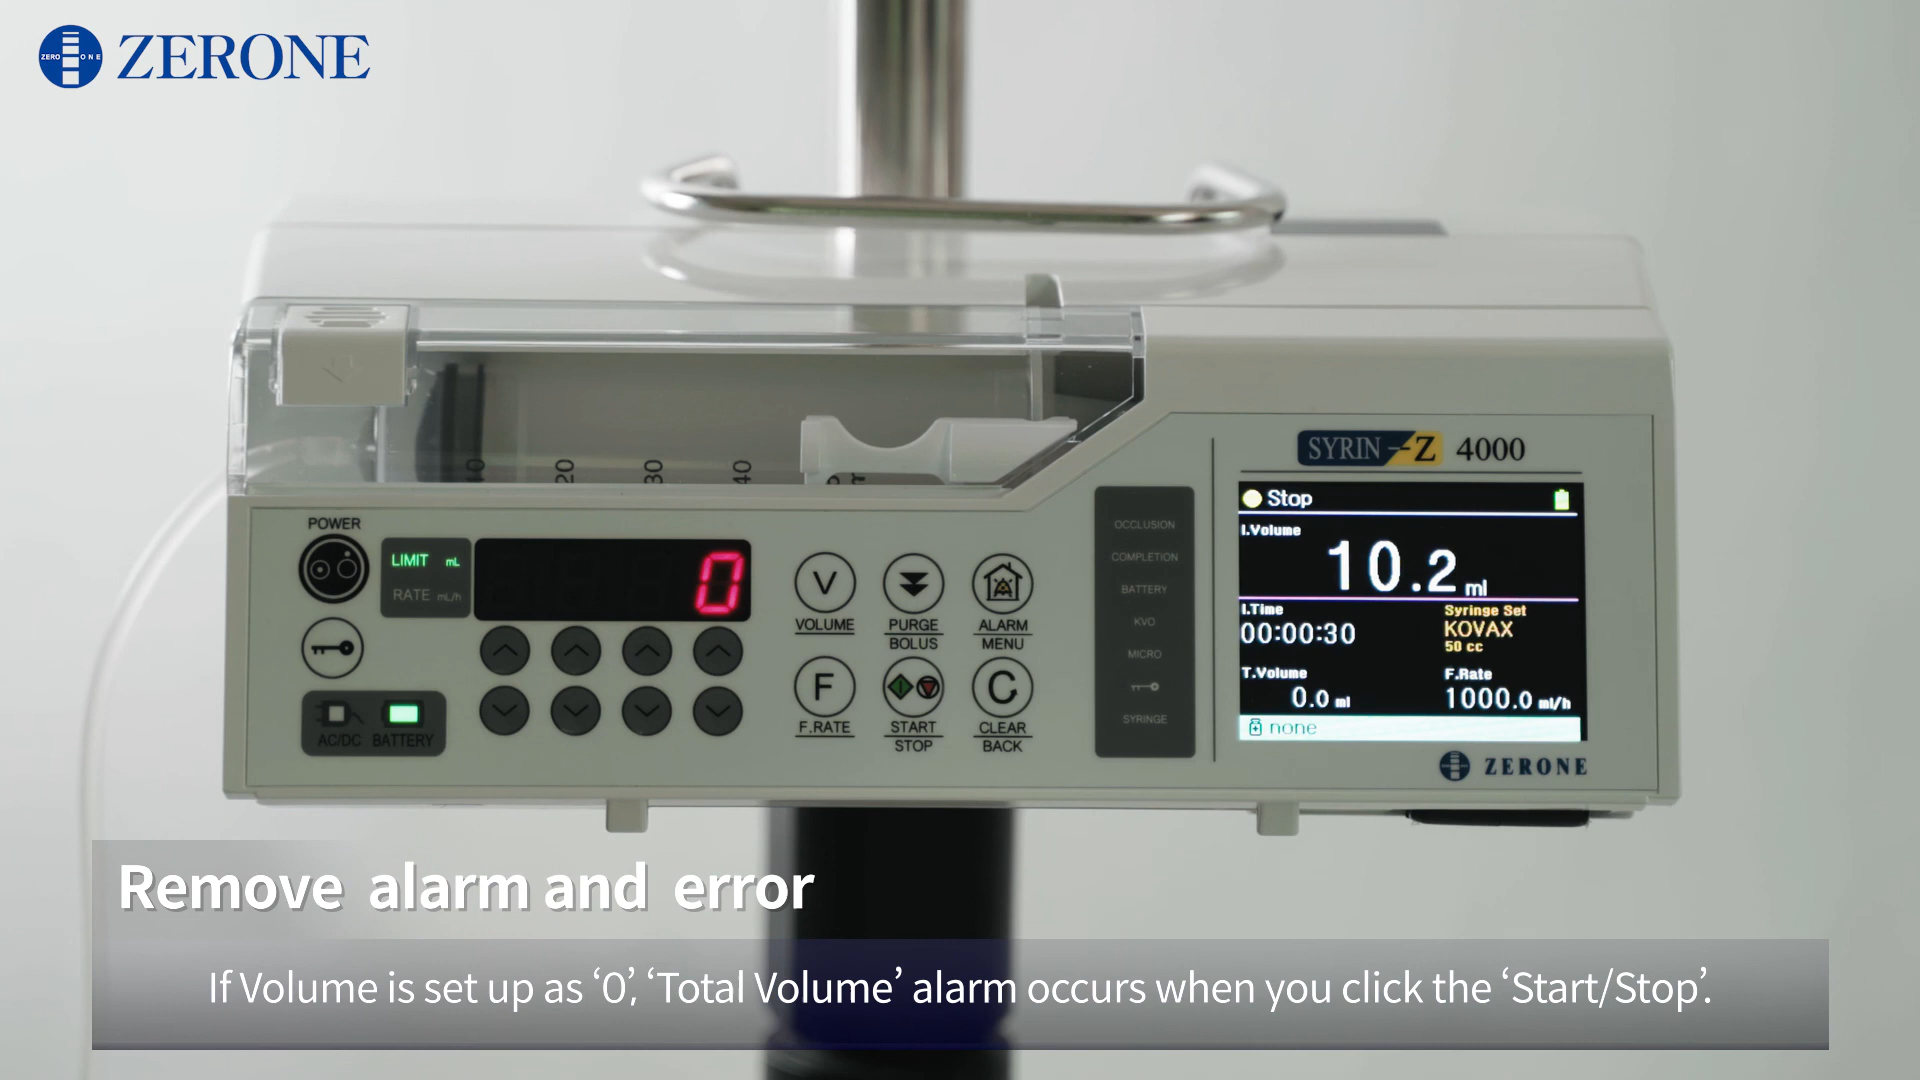 ZERO ONE ZERONE
SYRIN-Z 4000
10 20 30 40
POWER
LIMIT mL
RATE mL/h
0
AC/DC BATTERY
V
VOLUME
PURGE
BOLUS
ALARM
MENU
F
F.RATE
START
STOP
C
CLEAR
BACK
OCCLUSION
COMPLETION
BATTERY
KVO
MICRO
SYRINGE
Stop
I.Volume
10.2 ml
I.Time
00:00:30
Syringe Set
KOVAX
50 cc
T.Volume
0.0 ml
F.Rate
1000.0 ml/h
none
ZERONE
Remove alarm and error
If Volume is set up as ‘0’, ‘Total Volume’ alarm occurs when you click the ‘Start/Stop’.